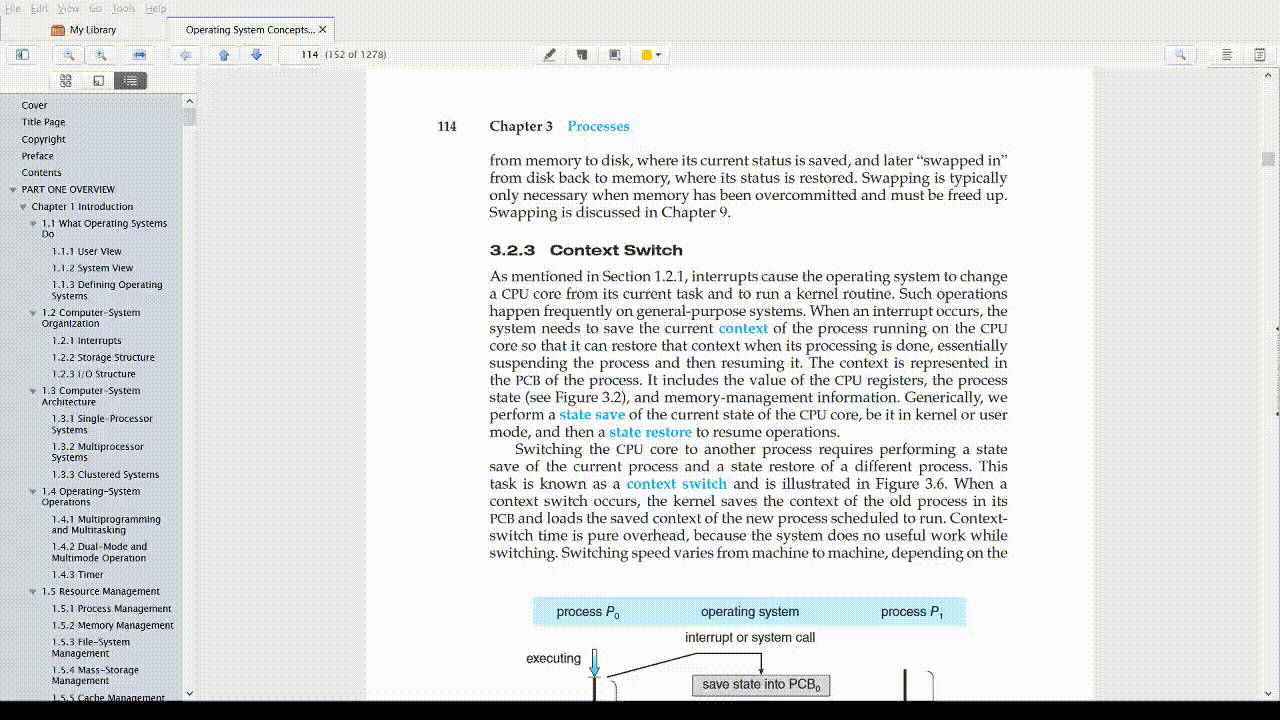 File Edit View Go Tools Help
My Library
Operating System Concepts... ×
114 (152 of 1278)
Cover
Title Page
Copyright
Preface
Contents
PART ONE OVERVIEW
Chapter 1 Introduction
1.1 What Operating Systems
Do
1.1.1 User View
1.1.2 System View
1.1.3 Defining Operating
Systems
1.2 Computer-System
Organization
1.2.1 Interrupts
1.2.2 Storage Structure
1.2.3 I/O Structure
1.3 Computer-System
Architecture
1.3.1 Single-Processor
Systems
1.3.2 Multiprocessor
Systems
1.3.3 Clustered Systems
1.4 Operating-System
Operations
1.4.1 Multiprogramming
and Multitasking
1.4.2 Dual-Mode and
Multimode Operation
1.4.3 Timer
1.5 Resource Management
1.5.1 Process Management
1.5.2 Memory Management
1.5.3 File-System
Management
1.5.4 Mass-Storage
Management
1.5.5 Cache Management
114 Chapter 3 Processes
from memory to disk, where its current status is saved, and later “swapped in”
from disk back to memory, where its status is restored. Swapping is typically
only necessary when memory has been overcommitted and must be freed up.
Swapping is discussed in Chapter 9.
3.2.3 Context Switch
As mentioned in Section 1.2.1, interrupts cause the operating system to change
a CPU core from its current task and to run a kernel routine. Such operations
happen frequently on general-purpose systems. When an interrupt occurs, the
system needs to save the current context of the process running on the CPU
core so that it can restore that context when its processing is done, essentially
suspending the process and then resuming it. The context is represented in
the PCB of the process. It includes the value of the CPU registers, the process
state (see Figure 3.2), and memory-management information. Generically, we
perform a state save of the current state of the CPU core, be it in kernel or user
mode, and then a state restore to resume operations.
Switching the CPU core to another process requires performing a state
save of the current process and a state restore of a different process. This
task is known as a context switch and is illustrated in Figure 3.6. When a
context switch occurs, the kernel saves the context of the old process in its
PCB and loads the saved context of the new process scheduled to run. Context-
switch time is pure overhead, because the system does no useful work while
switching. Switching speed varies from machine to machine, depending on the
process P0 operating system process P1
interrupt or system call
executing
save state into PCB0